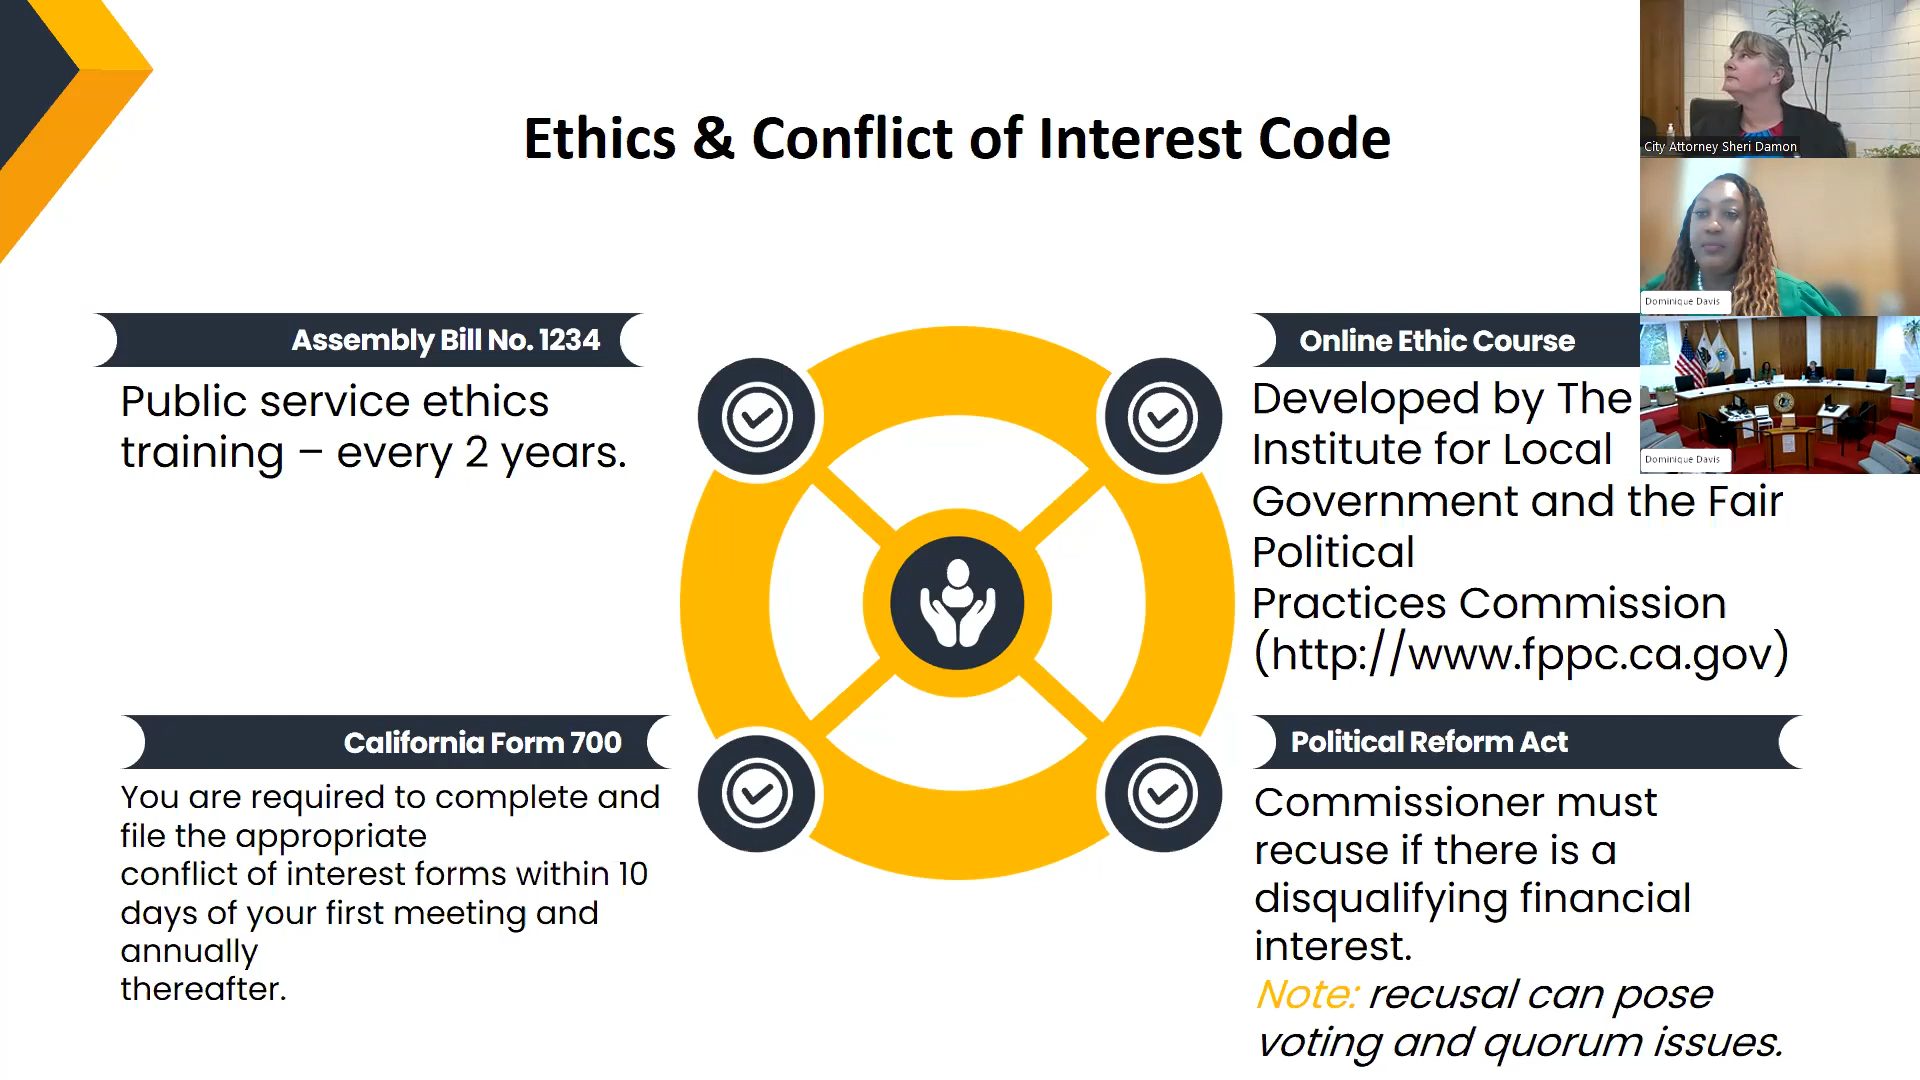 Ethics & Conflict of Interest Code
City Attorney Sheri Damon
Dominique Davis
Dominique Davis
Assembly Bill No. 1234
Public service ethics
training – every 2 years.
Online Ethic Course
Developed by The
Institute for Local
Government and the Fair
Political
Practices Commission
(http://www.fppc.ca.gov)
California Form 700
You are required to complete and
file the appropriate
conflict of interest forms within 10
days of your first meeting and
annually
thereafter.
Political Reform Act
Commissioner must
recuse if there is a
disqualifying financial
interest.
Note: recusal can pose
voting and quorum issues.